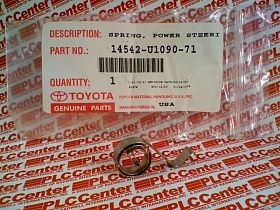 DESCRIPTION: SPRING, POWER STEERI
PART NO.: 14542-U1090-71
QUANTITY: 1
TOYOTA
GENUINE PARTS
TOYOTA MATERIAL HANDLING, U.S.A., INC.
MADE IN
USA
PLCCenter